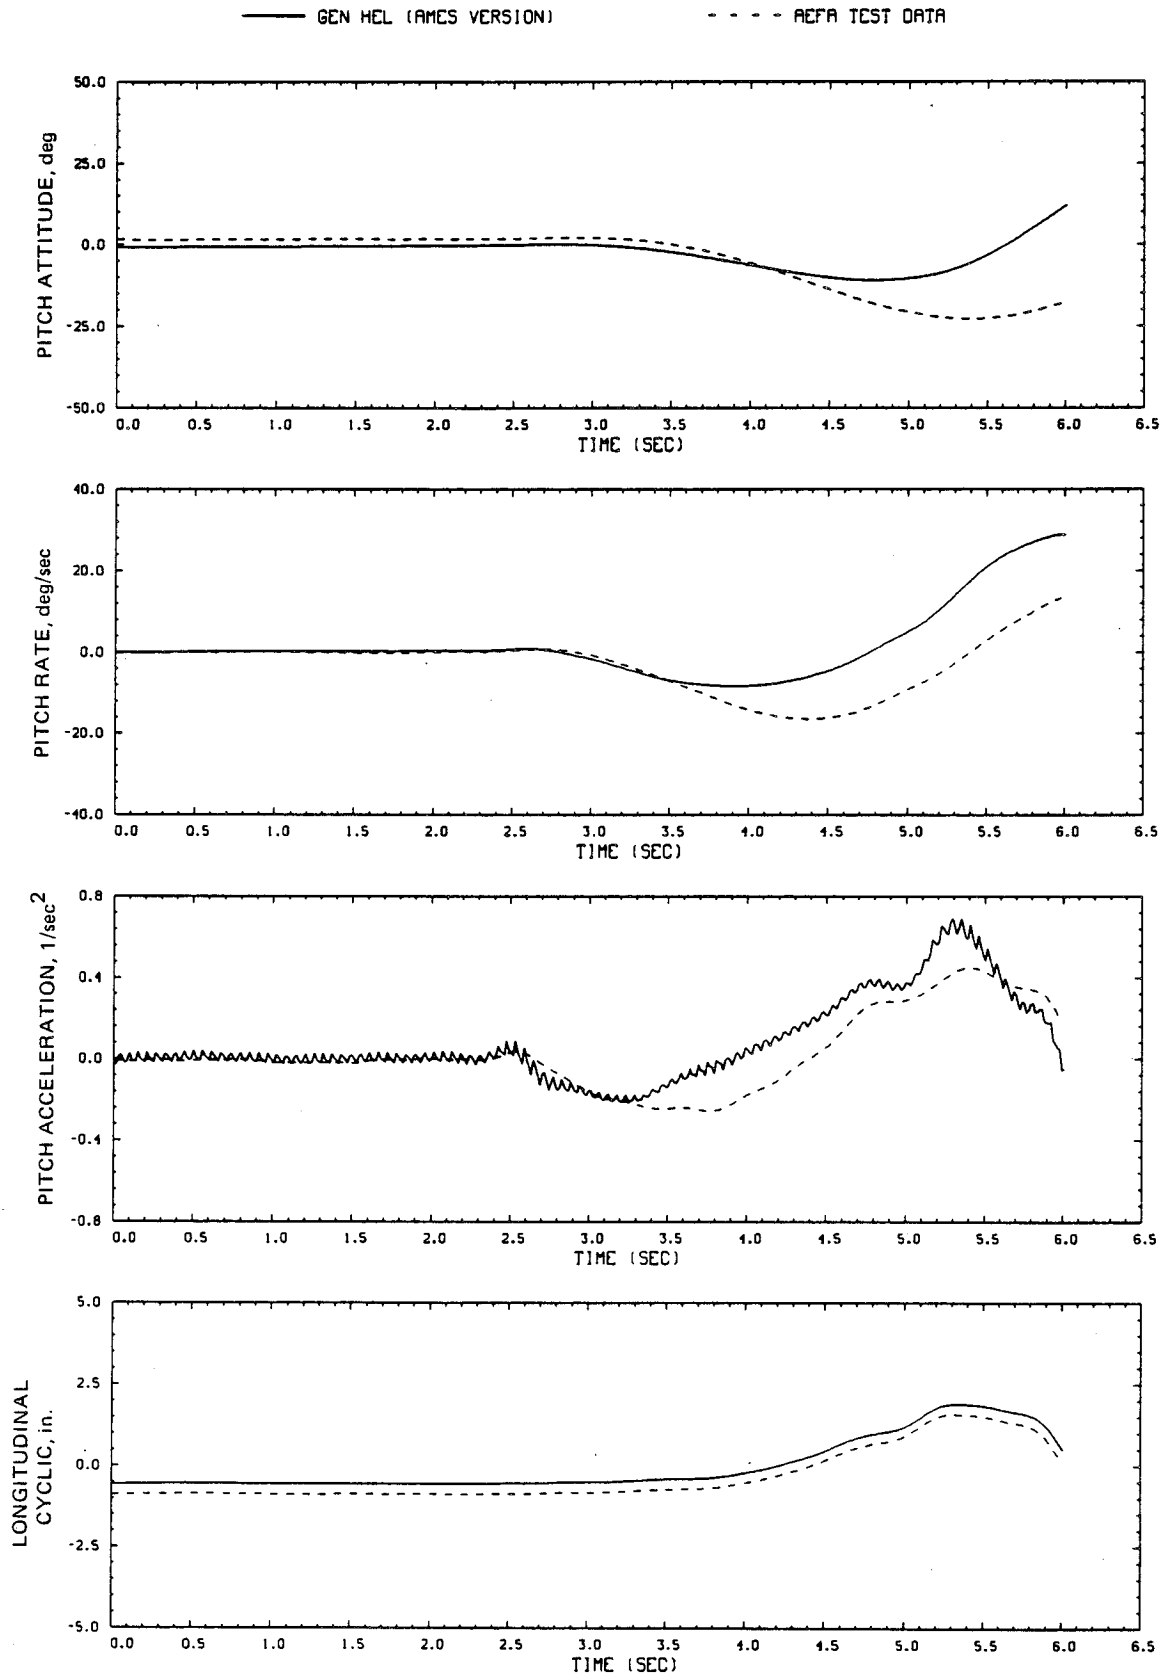 GEN HEL (AMES VERSION)
AEFA TEST DATA
PITCH ATTITUDE, deg
50.0
25.0
0.0
-25.0
-50.0
0.0 0.5 1.0 1.5 2.0 2.5 3.0 3.5 4.0 4.5 5.0 5.5 6.0 6.5
TIME (SEC)
PITCH RATE, deg/sec
40.0
20.0
0.0
-20.0
-40.0
0.0 0.5 1.0 1.5 2.0 2.5 3.0 3.5 4.0 4.5 5.0 5.5 6.0 6.5
TIME (SEC)
PITCH ACCELERATION, 1/sec2
0.8
0.4
0.0
-0.4
-0.8
0.0 0.5 1.0 1.5 2.0 2.5 3.0 3.5 4.0 4.5 5.0 5.5 6.0 6.5
TIME (SEC)
LONGITUDINAL
CYCLIC, in.
5.0
2.5
0.0
-2.5
-5.0
0.0 0.5 1.0 1.5 2.0 2.5 3.0 3.5 4.0 4.5 5.0 5.5 6.0 6.5
TIME (SEC)